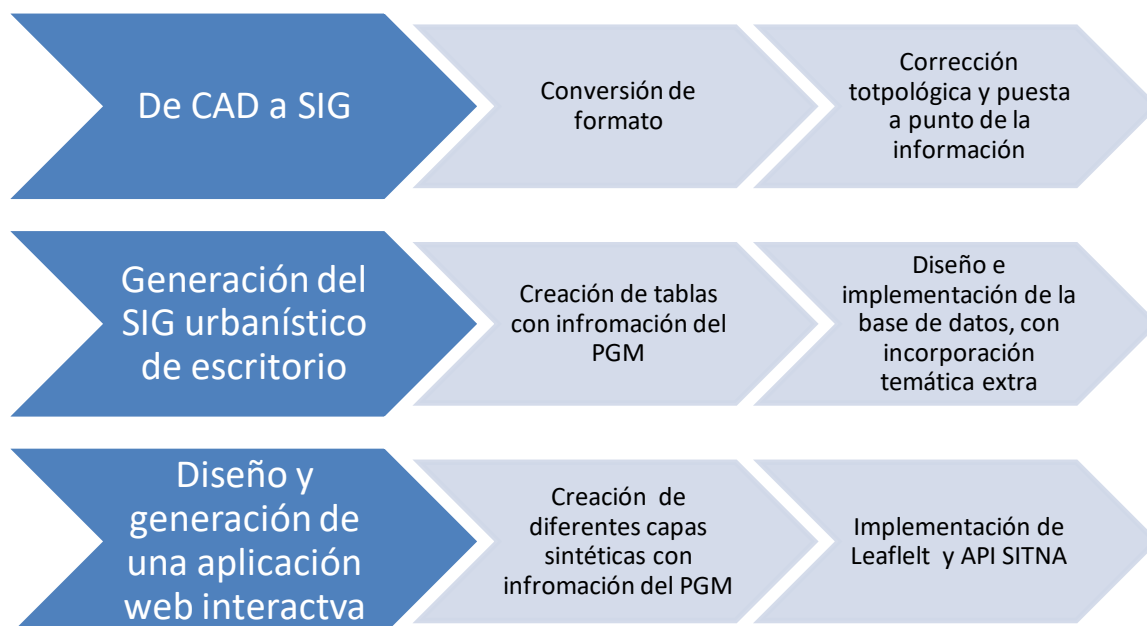 De CAD a SIG
Conversión de
formato
Corrección
totpológica y puesta
a punto de la
información
Generación del
SIG urbanístico
de escritorio
Creación de tablas
con infromación del
PGM
Diseño e
implementación de la
base de datos, con
incorporación
temática extra
Diseño y
generación de
una aplicación
web interactva
Creación de
diferentes capas
sintéticas con
infromación del PGM
Implementación de
Leaflelt y API SITNA